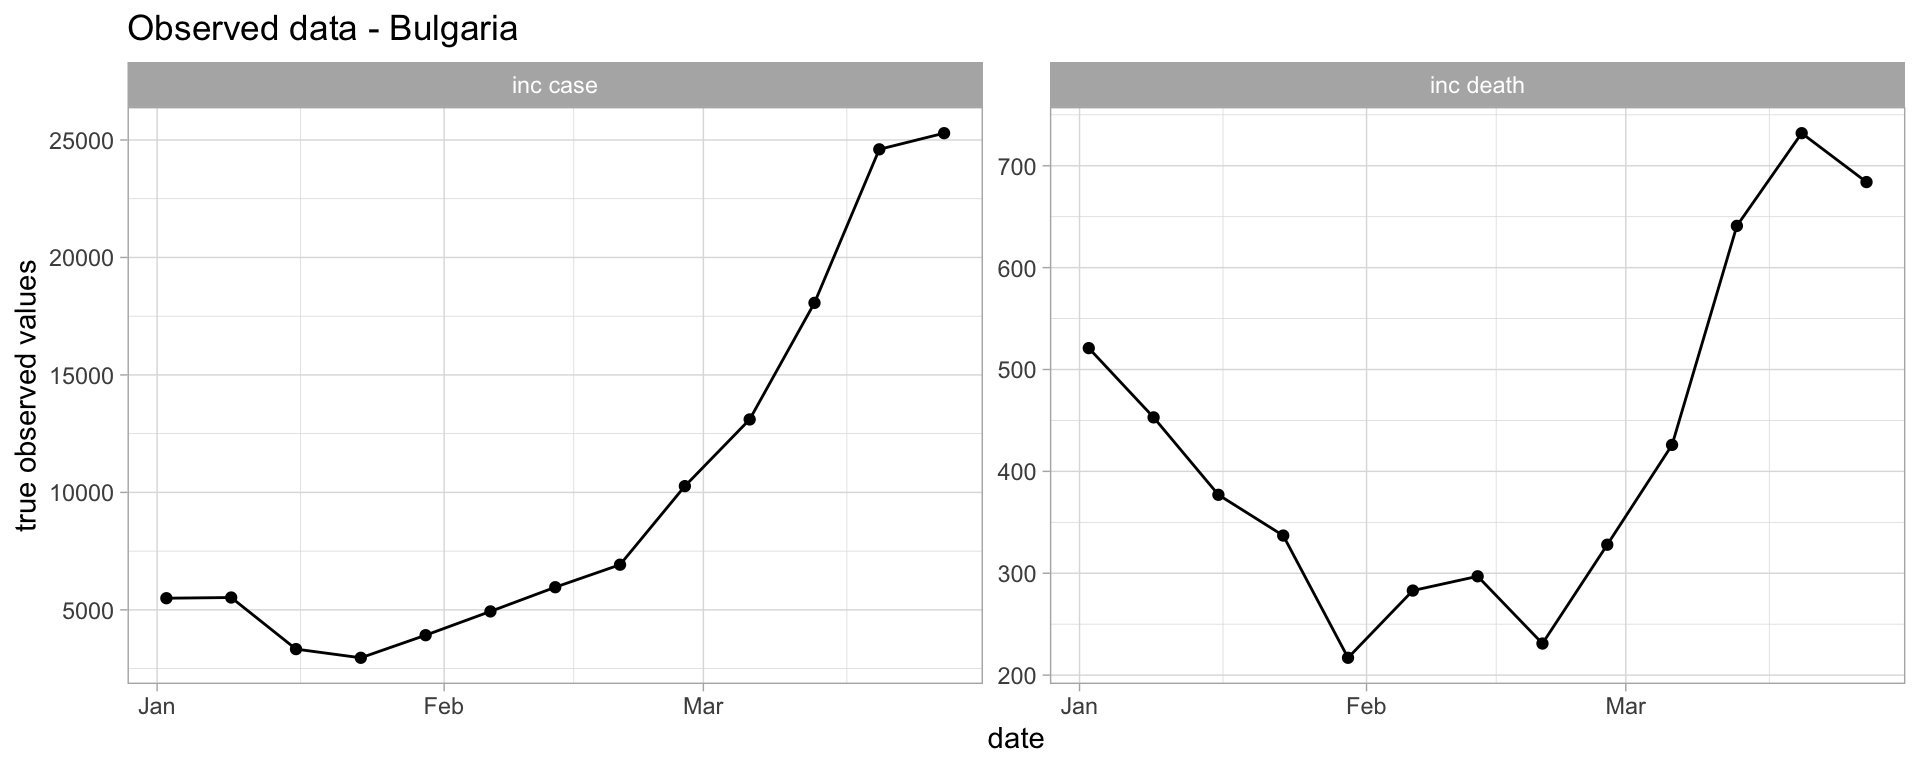 Observed data - Bulgaria
inc case
inc death
true observed values
25000
20000
15000
10000
5000
Jan
Feb
Mar
700
600
500
400
300
200
Jan
Feb
Mar
date